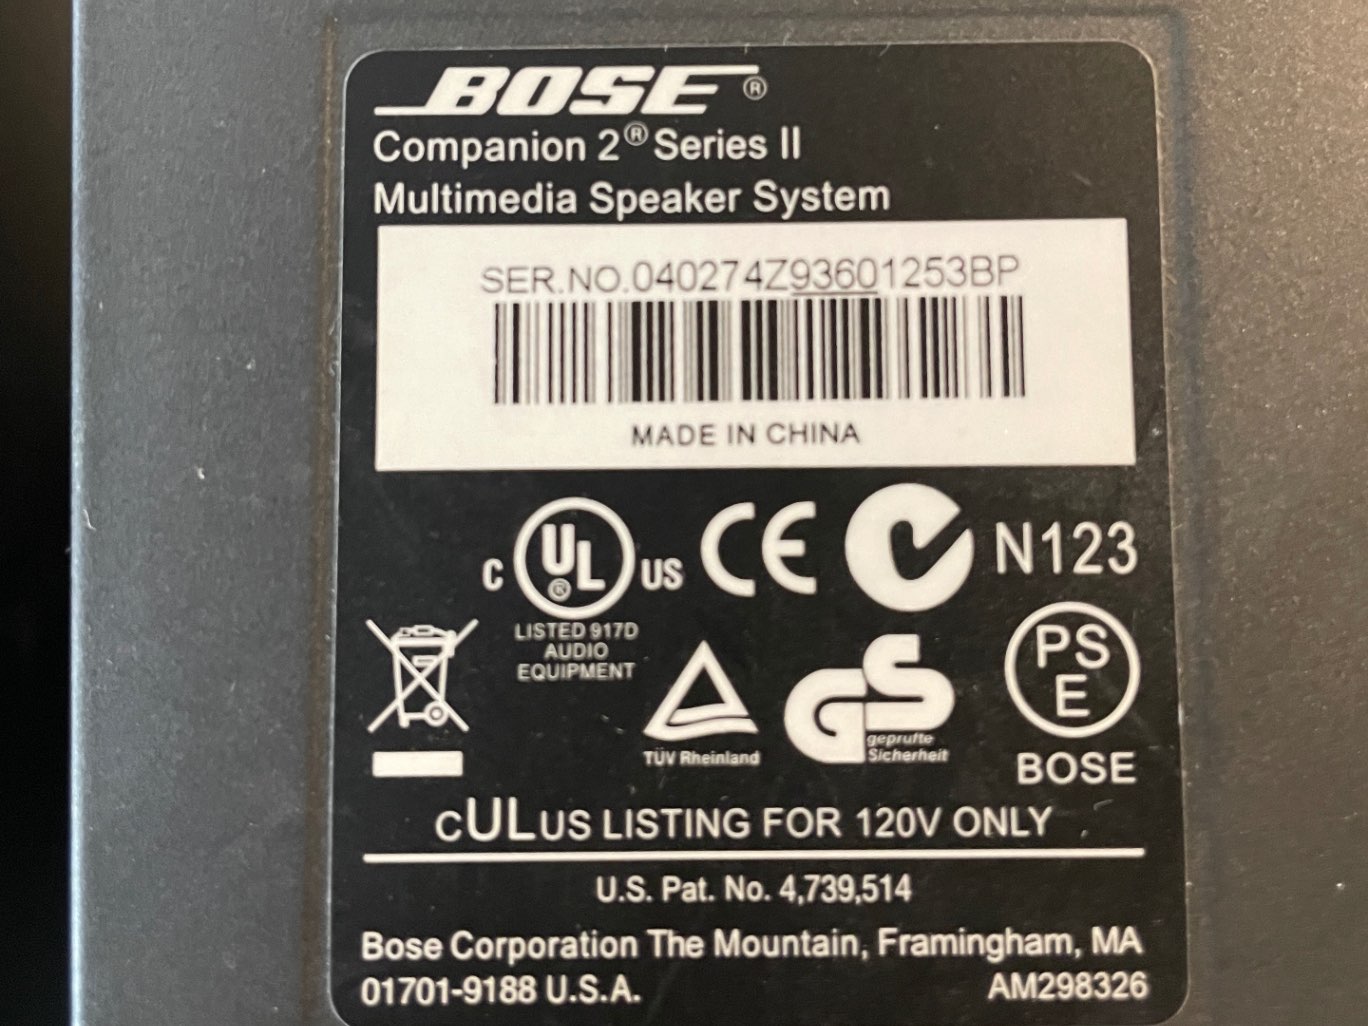 BOSE®
Companion 2® Series II
Multimedia Speaker System
SER.NO.040274Z93601253BP
MADE IN CHINA
C UL® US CE N123
LISTED 917D
AUDIO
EQUIPMENT
TÜV Rheinland
GS
geprufte
Sicherheit
PS
E
BOSE
CULUS LISTING FOR 120V ONLY
U.S. Pat. No. 4,739,514
Bose Corporation The Mountain, Framingham, MA
01701-9188 U.S.A. AM298326